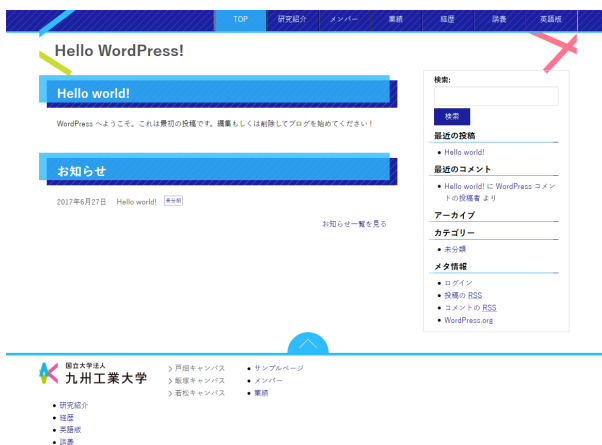 TOP 研究紹介 メンバー 業績 経歴 講義 英語版
Hello WordPress!
Hello world!
WordPress へようこそ。これは最初の投稿です。編集もしくは削除してブログを始めてください！
お知らせ
2017年6月27日 Hello world! 未分類
お知らせ一覧を見る
検索:
検索
最近の投稿
Hello world!
最近のコメント
Hello world! に WordPress コメン
トの投稿者 より
アーカイブ
カテゴリー
未分類
メタ情報
ログイン
投稿の RSS
コメントの RSS
WordPress.org
国立大学法人
九州工業大学
戸畑キャンパス
飯塚キャンパス
若松キャンパス
サンプルページ
メンバー
業績
研究紹介
経歴
英語版
講義